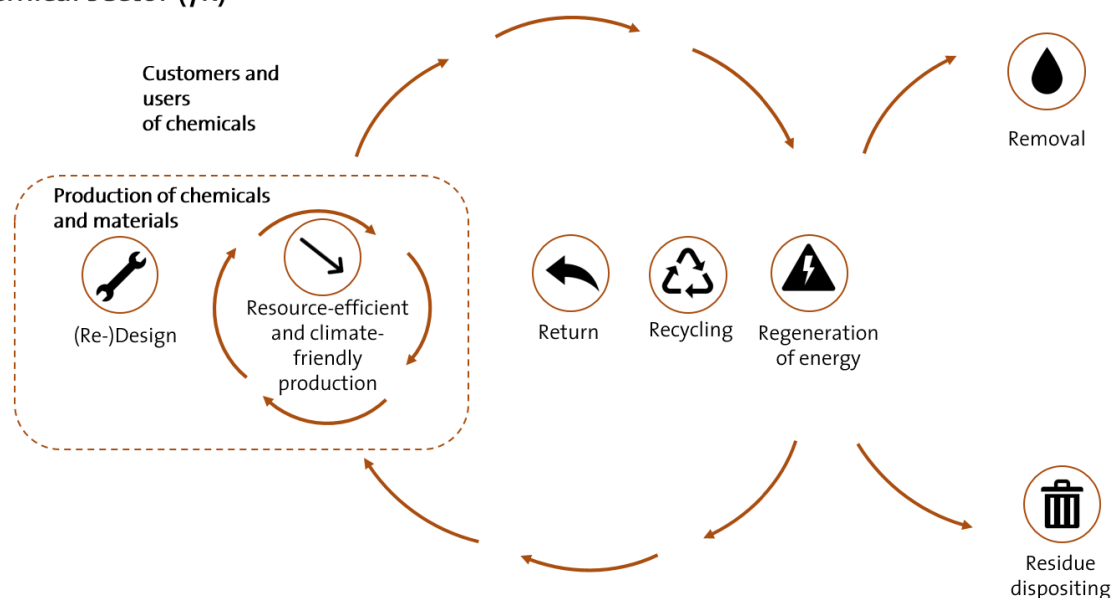 Customers and
users
of chemicals
Removal
Production of chemicals
and materials
(Re-)Design
Resource-efficient
and climate-
friendly
production
Return
Recycling
Regeneration
of energy
Residue
dispositing